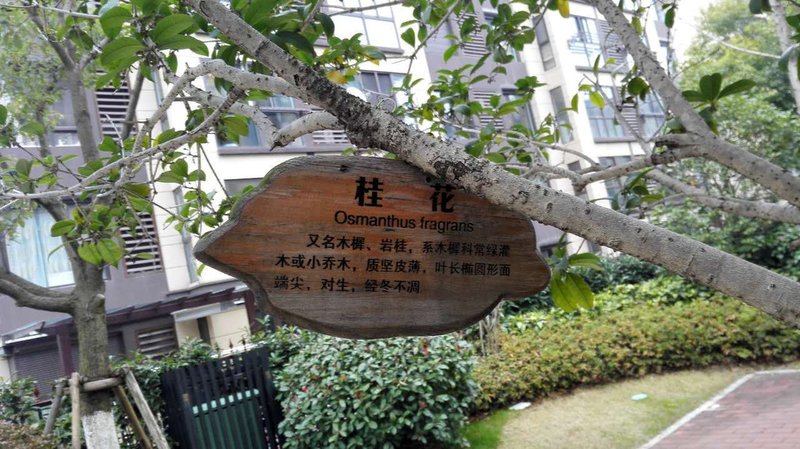 桂 花
Osmanthus fragrans
又名木樨、岩桂，系木樨科常绿灌
木或小乔木，质坚皮薄，叶长椭圆形面
端尖，对生，经冬不凋